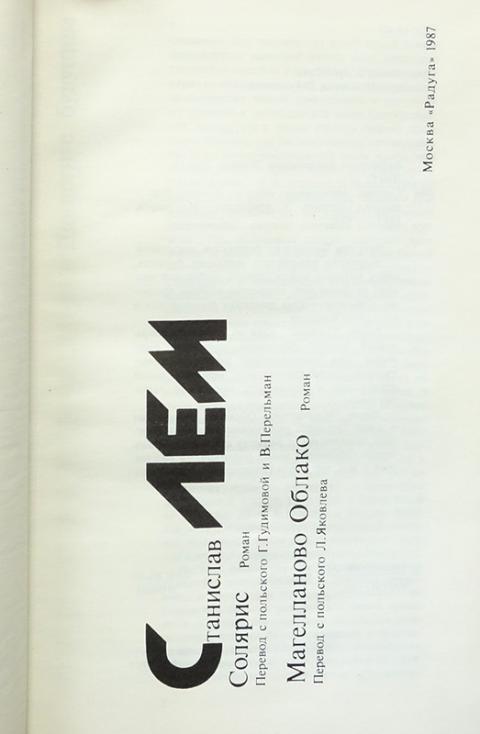 Станислав ЛЕМ
Солярис Роман
Перевод с польского Г.Гудимовой и В.Перельман
Магелланово Облако Роман
Перевод с польского Л.Яковлева
Москва «Радуга» 1987